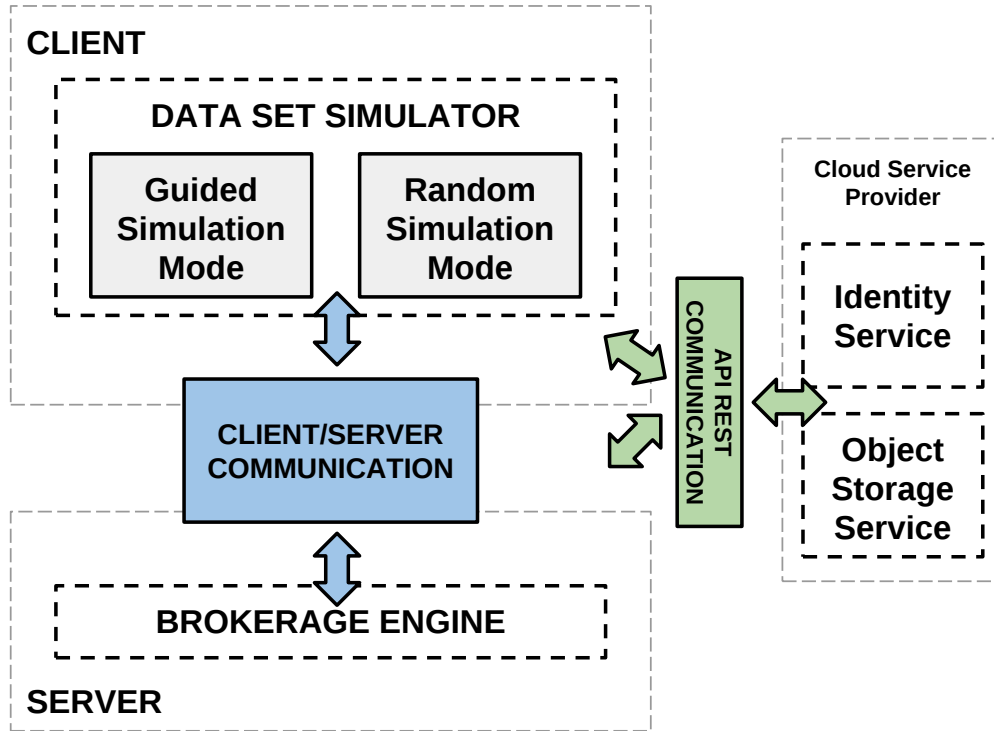 CLIENT
DATA SET SIMULATOR
Guided
Simulation
Mode
Random
Simulation
Mode
CLIENT/SERVER
COMMUNICATION
BROKERAGE ENGINE
SERVER
API REST
COMMUNICATION
Cloud Service
Provider
Identity
Service
Object
Storage
Service